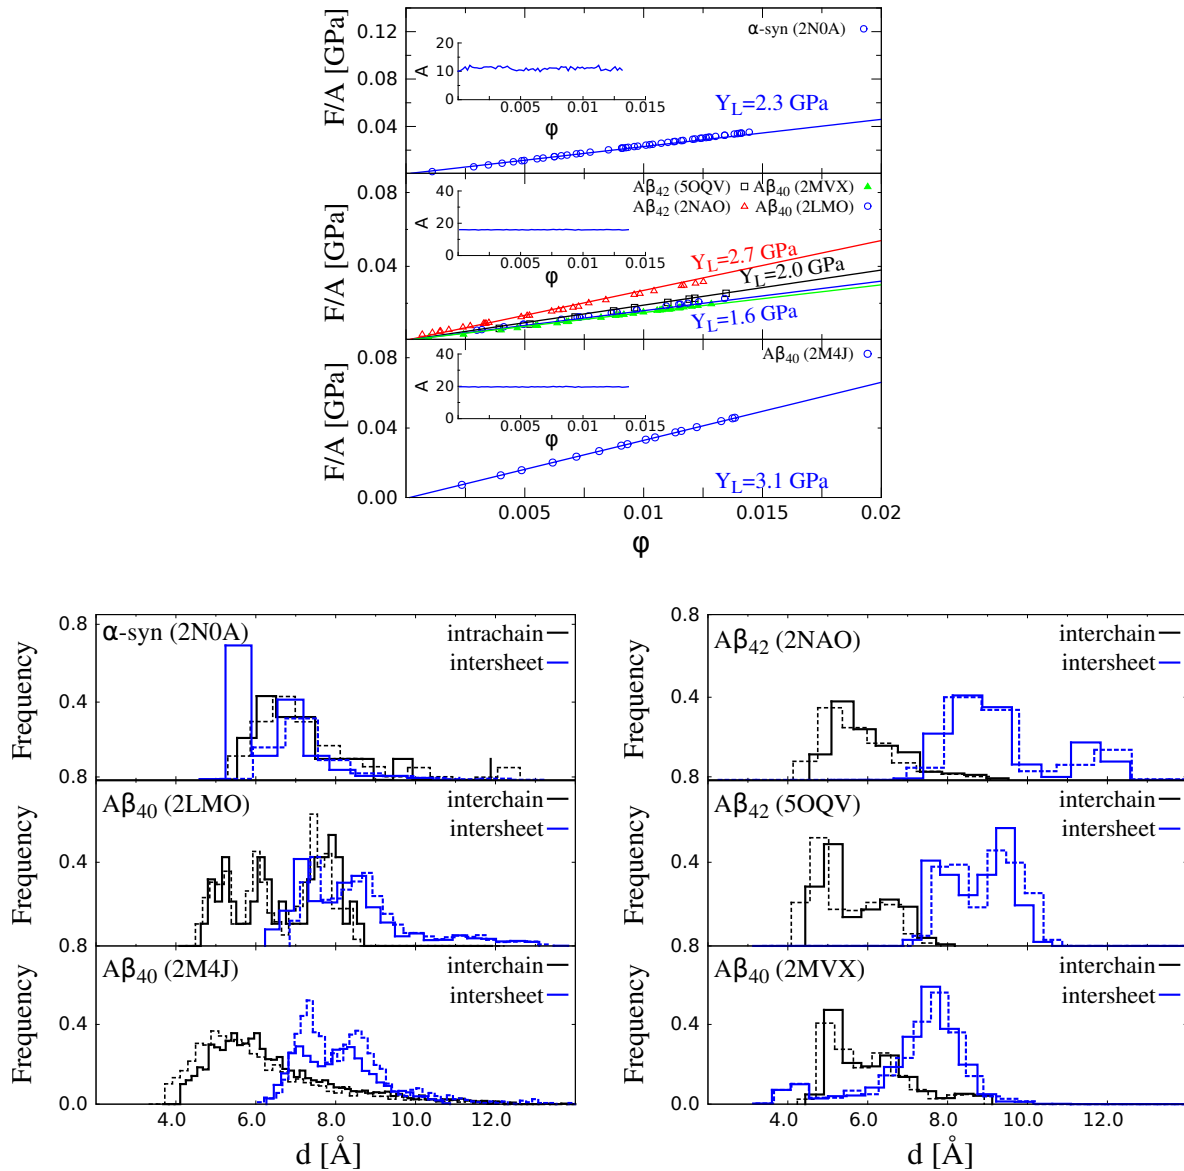 0.12
0.08
0.04
F/A [GPa]
α-syn (2N0A)
20
10
0
A
0.005 0.01 0.015
φ
Y_L=2.3 GPa
0.08
0.04
F/A [GPa]
Aβ42 (5OQV) Aβ40 (2MVX)
Aβ42 (2NAO) Aβ40 (2LMO)
40
20
0
A
0.005 0.01 0.015
φ
Y_L=2.7 GPa
Y_L=2.0 GPa
Y_L=1.6 GPa
0.08
0.04
0.00
F/A [GPa]
Aβ40 (2M4J)
40
20
0
A
0.005 0.01 0.015
φ
Y_L=3.1 GPa
0.005 0.01 0.015 0.02
φ
0.8
0.4
Frequency
α-syn (2N0A)
intrachain
intersheet
4.0 6.0 8.0 10.0 12.0
0.8
0.4
Frequency
Aβ40 (2LMO)
interchain
intersheet
0.8
0.4
0.0
Frequency
Aβ40 (2M4J)
interchain
intersheet
6.0 8.0 10.0 12.0
d [Å]
0.8
0.4
Frequency
Aβ42 (2NAO)
interchain
intersheet
0.8
0.4
Frequency
Aβ42 (5OQV)
interchain
intersheet
0.8
0.4
0.0
Frequency
Aβ40 (2MVX)
interchain
intersheet
4.0 6.0 8.0 10.0 12.0
d [Å]